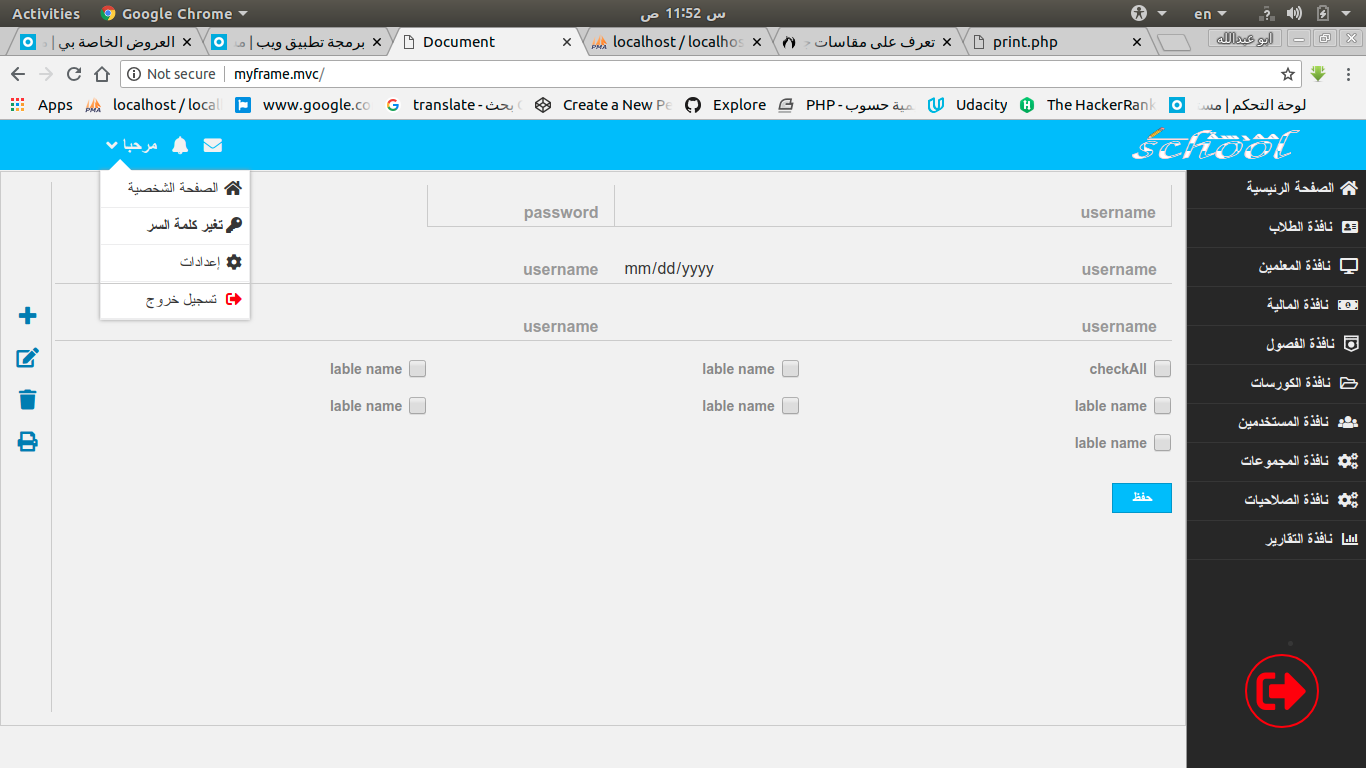 Activities Google Chrome س 11:52 ص en
العروض الخاصة بي | برمجة تطبيق ويب | Document localhost / localhos تعرف على مقاسات print.php ابو عبدالله
Not secure | myframe.mvc/
Apps localhost / local www.google.co translate - بحث Create a New Pe Explore PHP - مية حسوب Udacity The HackerRank لوحة التحكم | مس
مرحبا
school
الصفحة الشخصية
تغير كلمة السر
إعدادات
تسجيل خروج
الصفحة الرئيسية
نافذة الطلاب
نافذة المعلمين
نافذة المالية
نافذة الفصول
نافذة الكورسات
نافذة المستخدمين
نافذة المجموعات
نافذة الصلاحيات
نافذة التقارير
password username
username mm/dd/yyyy username
username username
lable name lable name checkAll
lable name lable name lable name
lable name
حفظ